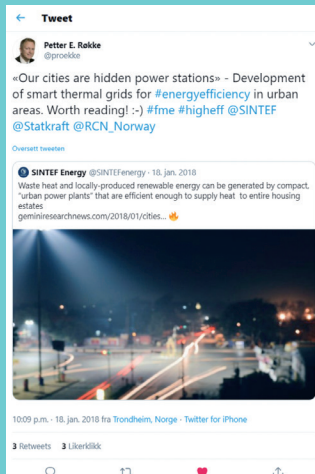 Tweet
Petter E. Røkke
@proekke
«Our cities are hidden power stations» - Development
of smart thermal grids for #energyefficiency in urban
areas. Worth reading! :-) #fme #higheff @SINTEF
@Statkraft @RCN_Norway
Oversett tweeten
SINTEF Energy @SINTEFenergy · 18. jan. 2018
Waste heat and locally-produced renewable energy can be generated by compact,
"urban power plants" that are efficient enough to supply heat to entire housing
estates
geminiresearchnews.com/2018/01/cities... 🔥
10:09 p.m. · 18. jan. 2018 fra Trondheim, Norge · Twitter for iPhone
3 Retweets 3 Likerklikk